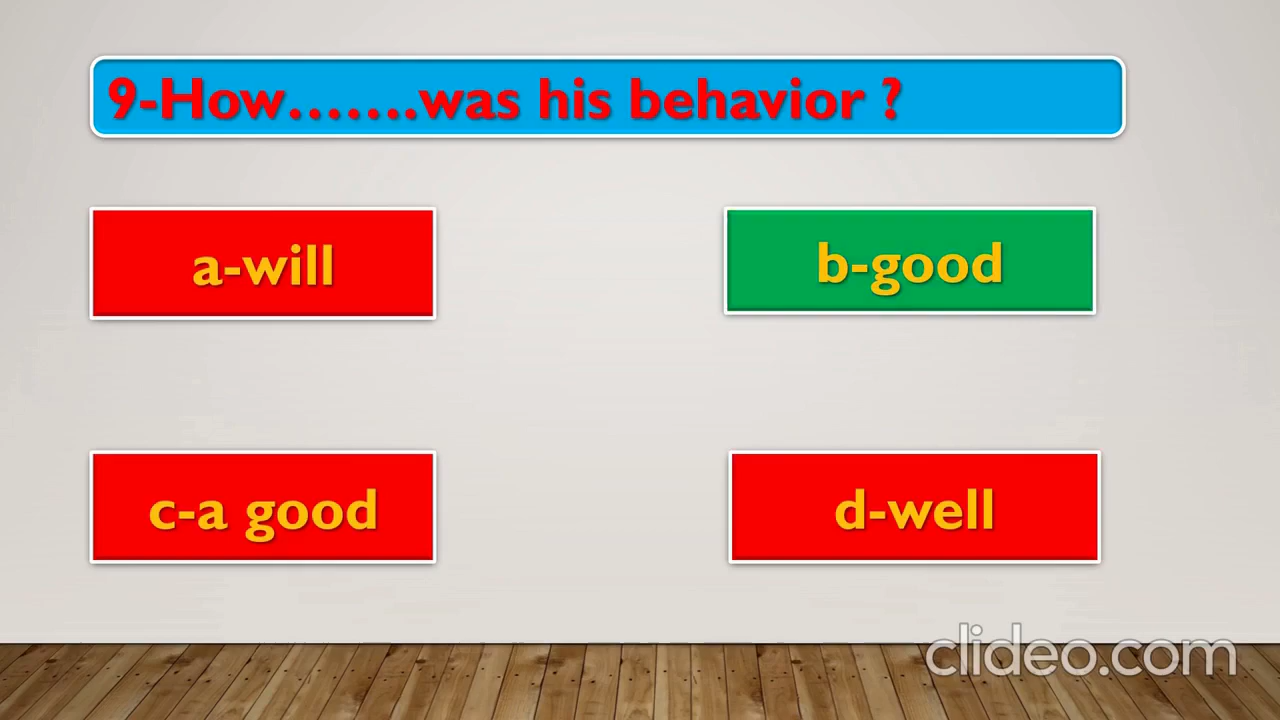 9-How.......was his behavior ?
a-will
b-good
c-a good
d-well
clideo.com